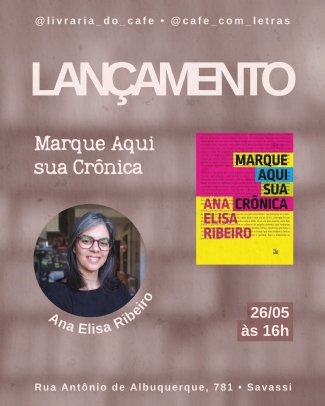 @livraria_do_cafe • @cafe_com_letras
LANÇAMENTO
Marque Aqui
sua Crônica
MARQUE
AQUI
SUA
CRÔNICA
ANA
ELISA
RIBEIRO
Ana Elisa Ribeiro
26/05
às 16h
Rua Antônio de Albuquerque, 781 • Savassi